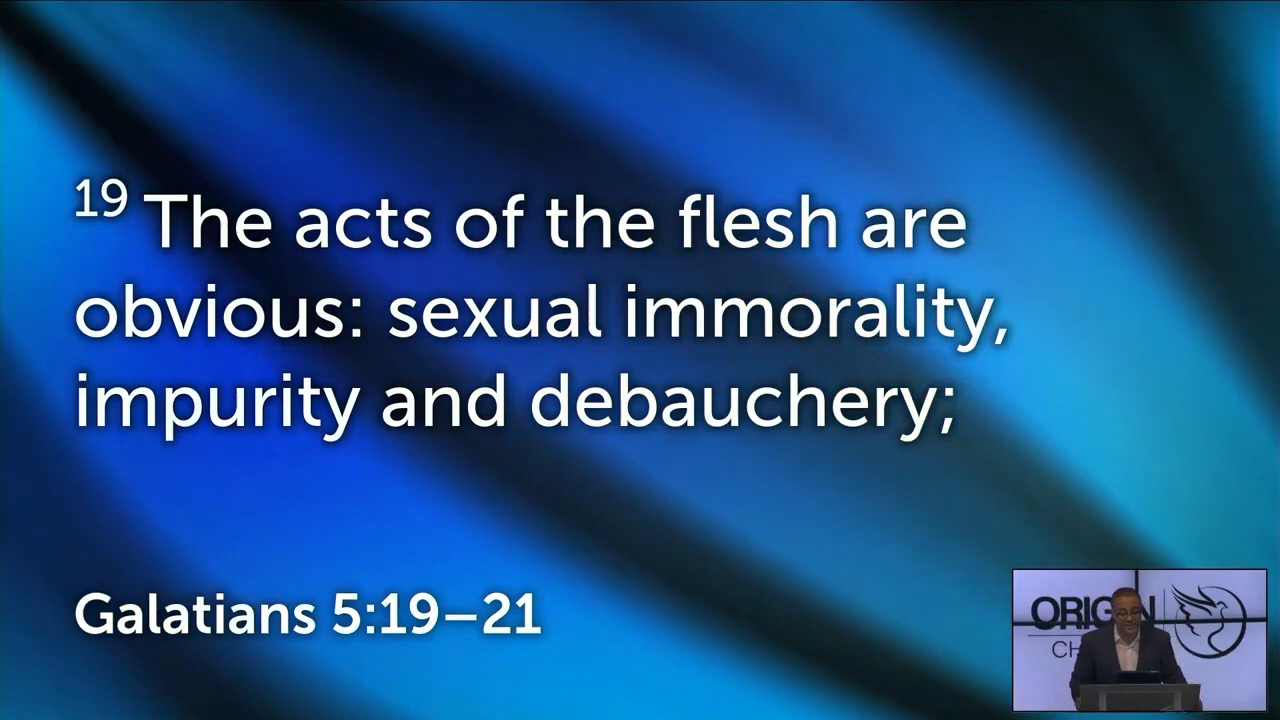 19 The acts of the flesh are
obvious: sexual immorality,
impurity and debauchery;
Galatians 5:19–21